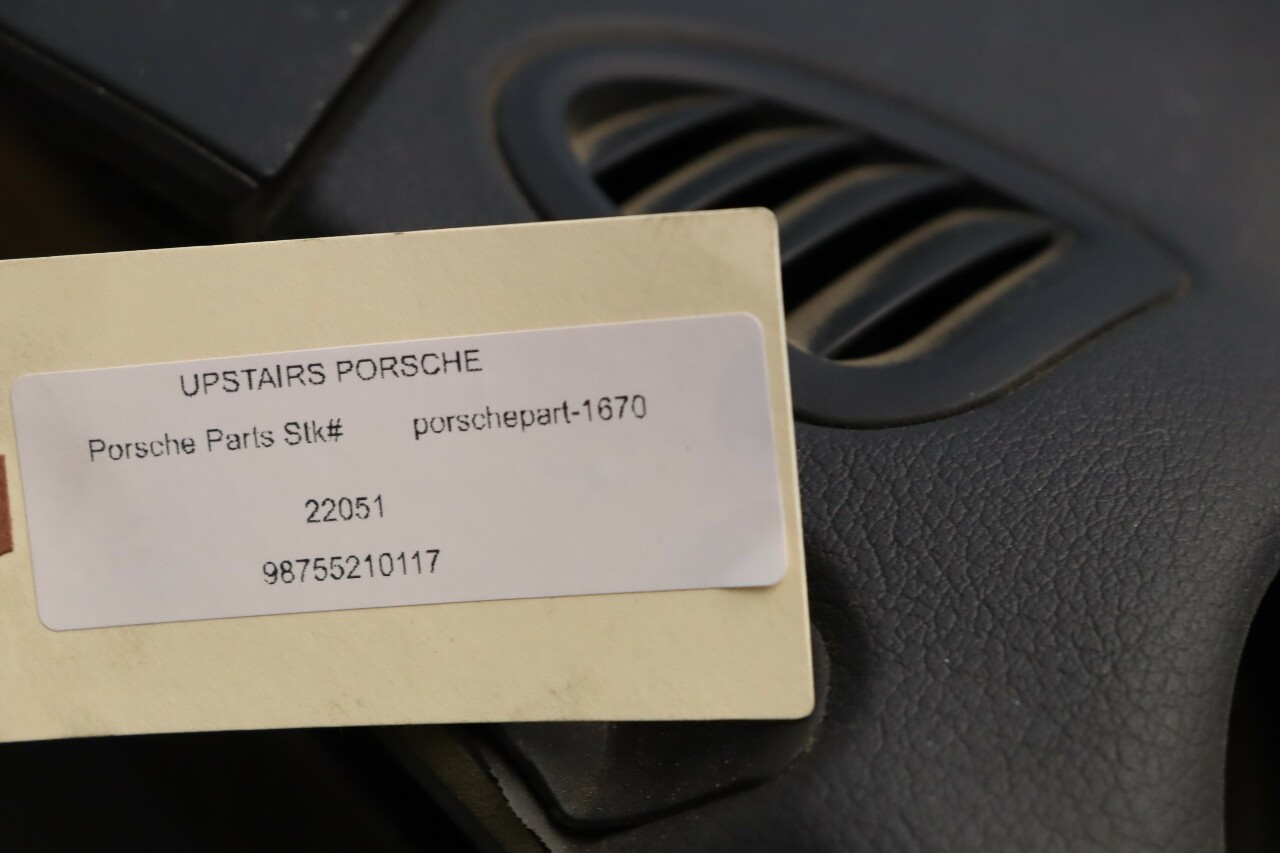 UPSTAIRS PORSCHE
Porsche Parts Stk# porschepart-1670
22051
98755210117